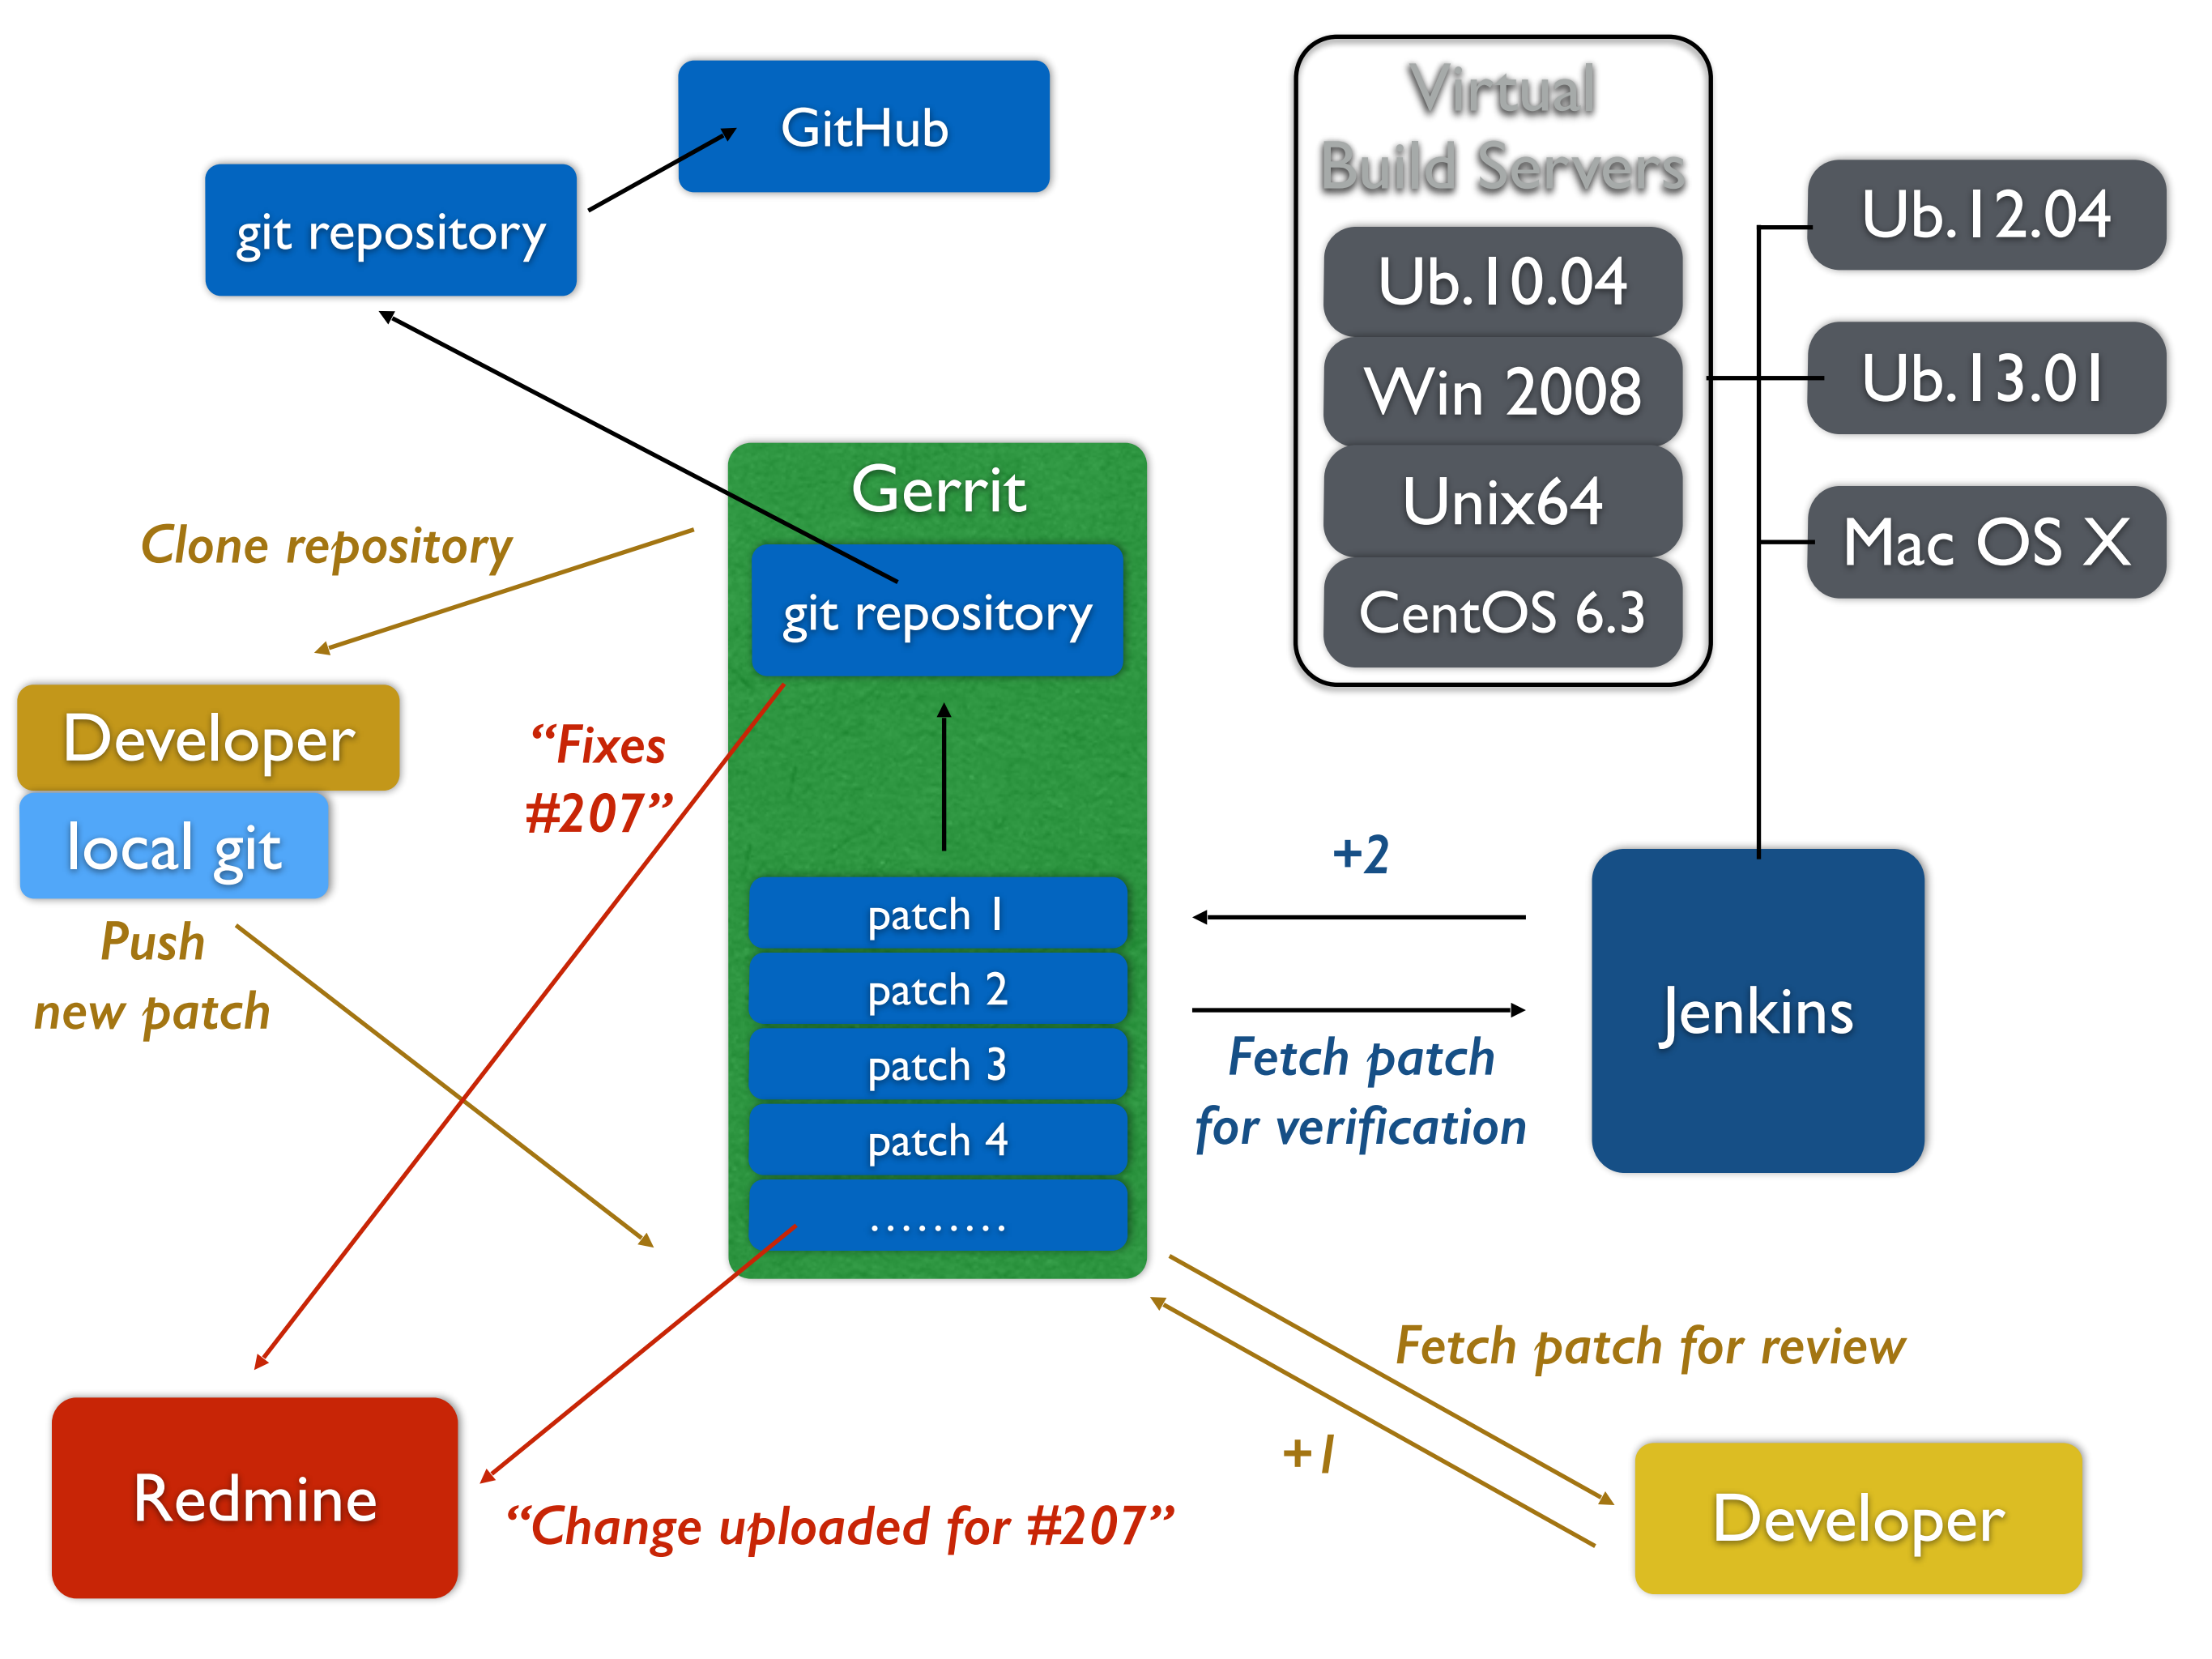 GitHub
git repository
Virtual
Build Servers
Ub.10.04
Win 2008
Unix64
CentOS 6.3
Ub.12.04
Ub.13.01
Mac OS X
Gerrit
git repository
Clone repository
Developer
local git
Push
new patch
“Fixes
#207”
patch 1
patch 2
patch 3
patch 4
.........
+2
Fetch patch
for verification
Jenkins
Fetch patch for review
+1
Developer
Redmine
“Change uploaded for #207”